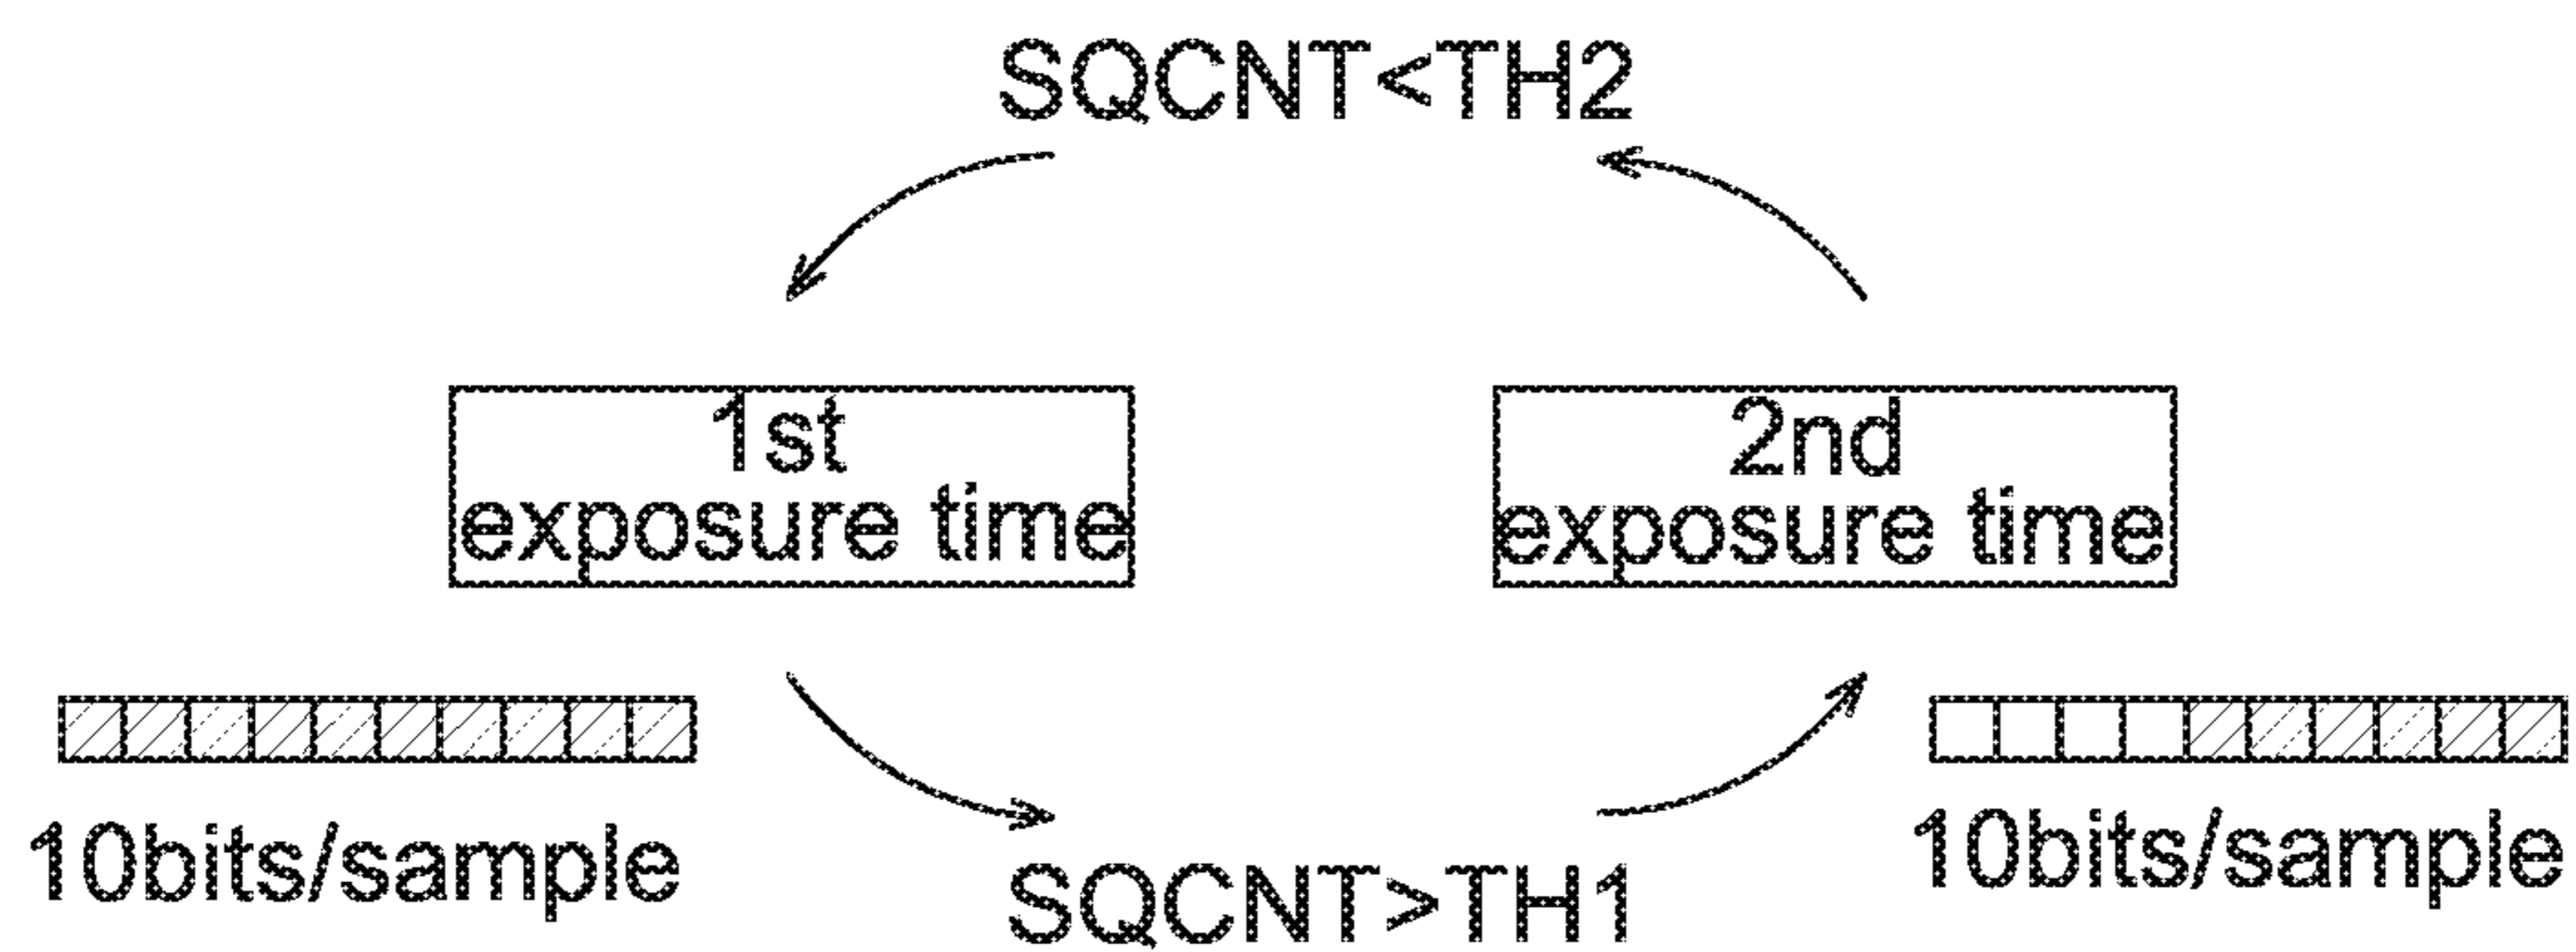 SQCNT<TH2
1st
exposure time
2nd
exposure time
10bits/sample
SQCNT>TH1
10bits/sample